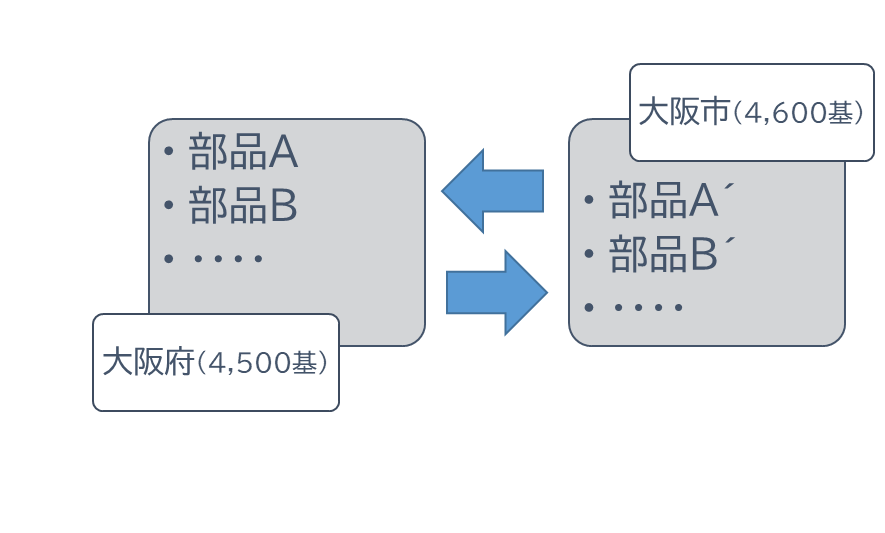 ・部品A
・部品B
・・・・・
大阪府(4,500基)
大阪市(4,600基)
・部品A´
・部品B´
・・・・・